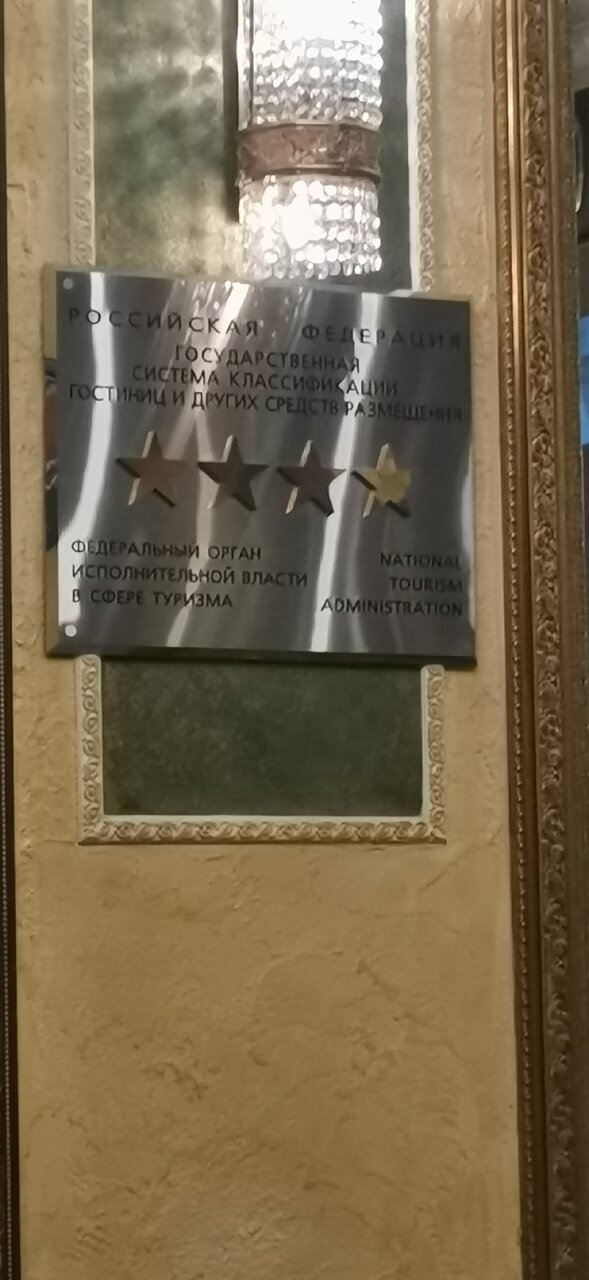 РОССИЙСКАЯ ФЕДЕРАЦИЯ
ГОСУДАРСТВЕННАЯ
СИСТЕМА КЛАССИФИКАЦИИ
ГОСТИНИЦ И ДРУГИХ СРЕДСТВ РАЗМЕЩЕНИЯ
ФЕДЕРАЛЬНЫЙ ОРГАН
ИСПОЛНИТЕЛЬНОЙ ВЛАСТИ
В СФЕРЕ ТУРИЗМА
NATIONAL
TOURISM
ADMINISTRATION